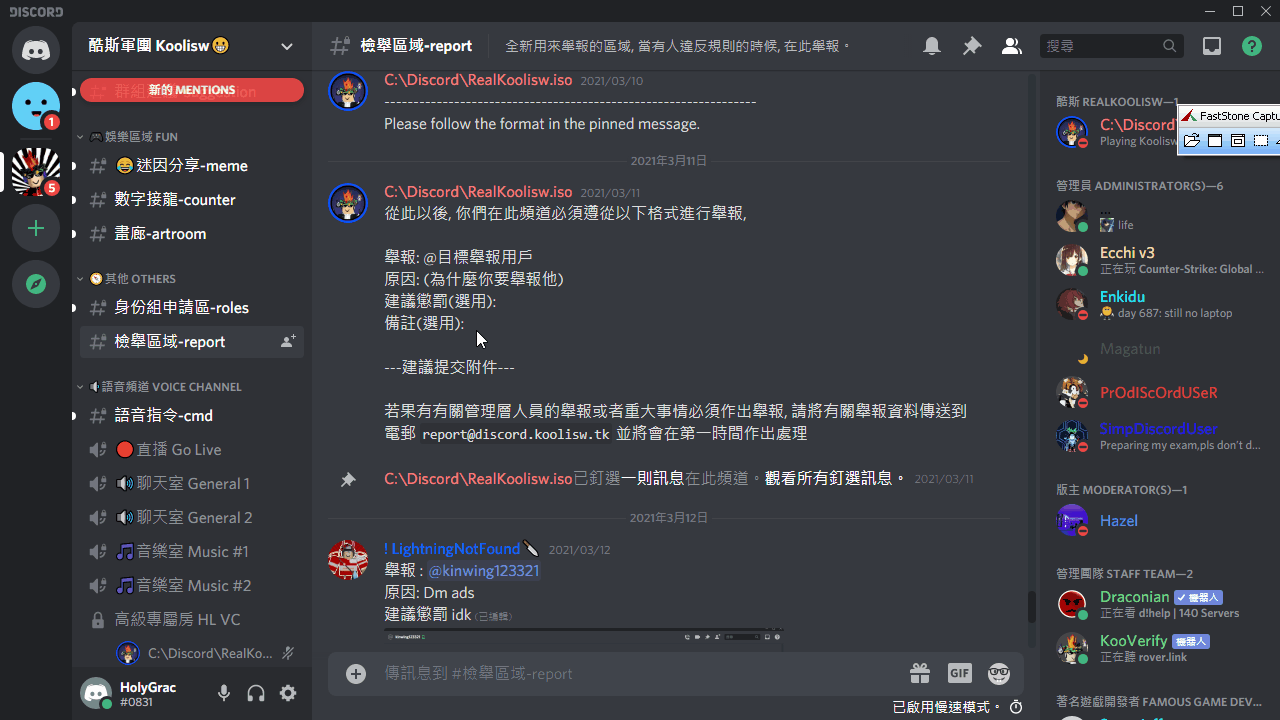 DISCORD
酷斯軍團 Koolisw😀
檢舉區域-report
全新用來舉報的區域, 當有人違反規則的時候, 在此舉報。
搜尋
新的 MENTIONS
1
5
🎮娛樂區域 FUN
😂迷因分享-meme
數字接龍-counter
畫廊-artroom
其他 OTHERS
身份組申請區-roles
檢舉區域-report
🔊語音頻道 VOICE CHANNEL
語音指令-cmd
🔴直播 Go Live
🔊聊天室 General 1
🔊聊天室 General 2
🎵音樂室 Music #1
🎵音樂室 Music #2
高級專屬房 HL VC
C:\Discord\RealKo...
HolyGrac
#0831
C:\Discord\RealKoolisw.iso 2021/03/10
----------------------------------------------------------------
Please follow the format in the pinned message.
2021年3月11日
C:\Discord\RealKoolisw.iso 2021/03/11
從此以後, 你們在此頻道必須遵從以下格式進行舉報,
舉報: @目標舉報用戶
原因: (為什麼你要舉報他)
建議懲罰(選用):
備註(選用):
---建議提交附件---
若果有有關管理層人員的舉報或者重大事情必須作出舉報, 請將有關舉報資料傳送到
電郵 report@discord.koolisw.tk 並將會在第一時間作出處理
C:\Discord\RealKoolisw.iso已釘選一則訊息在此頻道。觀看所有釘選訊息。 2021/03/11
2021年3月12日
! LightningNotFound🔪 2021/03/12
舉報 : @kinwing123321
原因: Dm ads
建議懲罰 idk (已編輯)
kinwing123321
傳訊息到 #檢舉區域-report
GIF
已啟用慢速模式。
酷斯 REALKOOLISW—1
C:\Discord
Playing Koolisw
FastStone Captu
管理員 ADMINISTRATOR(S)—6
...
life
Ecchi v3
正在玩 Counter-Strike: Global ...
Enkidu
day 687: still no laptop
Magatun
PrOdIScOrdUSeR
SimpDiscordUser
Preparing my exam,pls don't d...
版主 MODERATOR(S)—1
Hazel
管理團隊 STAFF TEAM—2
Draconian ✓ 機器人
正在看 d!help | 140 Servers
KooVerify 機器人
正在聽 rover.link
著名遊戲開發者 FAMOUS GAME DEV...